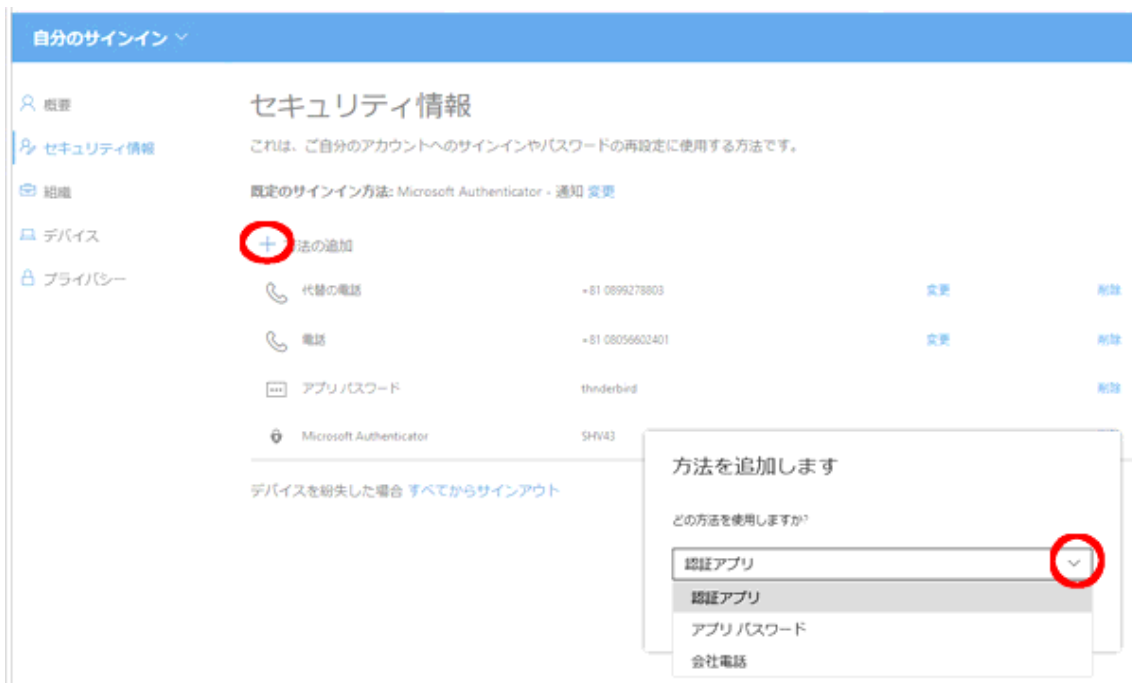 自分のサインイン
概要
セキュリティ情報
組織
デバイス
プライバシー
セキュリティ情報
これは、ご自分のアカウントへのサインインやパスワードの再設定に使用する方法です。
既定のサインイン方法: Microsoft Authenticator - 通知 変更
法の追加
代替の電話 +81 0899278803 変更 削除
電話 +81 08056602401 変更 削除
アプリ パスワード thnderbird 削除
Microsoft Authenticator SHV43
デバイスを紛失した場合 すべてからサインアウト
方法を追加します
どの方法を使用しますか?
認証アプリ
認証アプリ
アプリ パスワード
会社電話